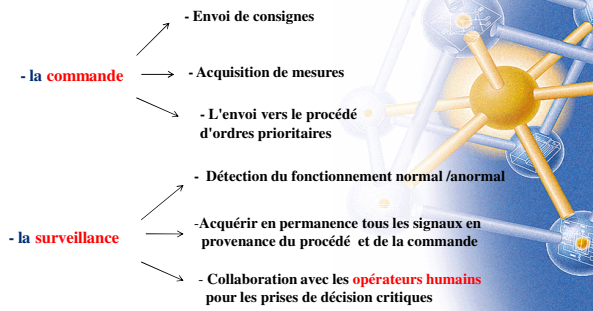 - Envoi de consignes
- la commande
- Acquisition de mesures
- L'envoi vers le procédé
d'ordres prioritaires
- Détection du fonctionnement normal /anormal
- la surveillance
-Acquérir en permanence tous les signaux en
provenance du procédé et de la commande
- Collaboration avec les opérateurs humains
pour les prises de décision critiques